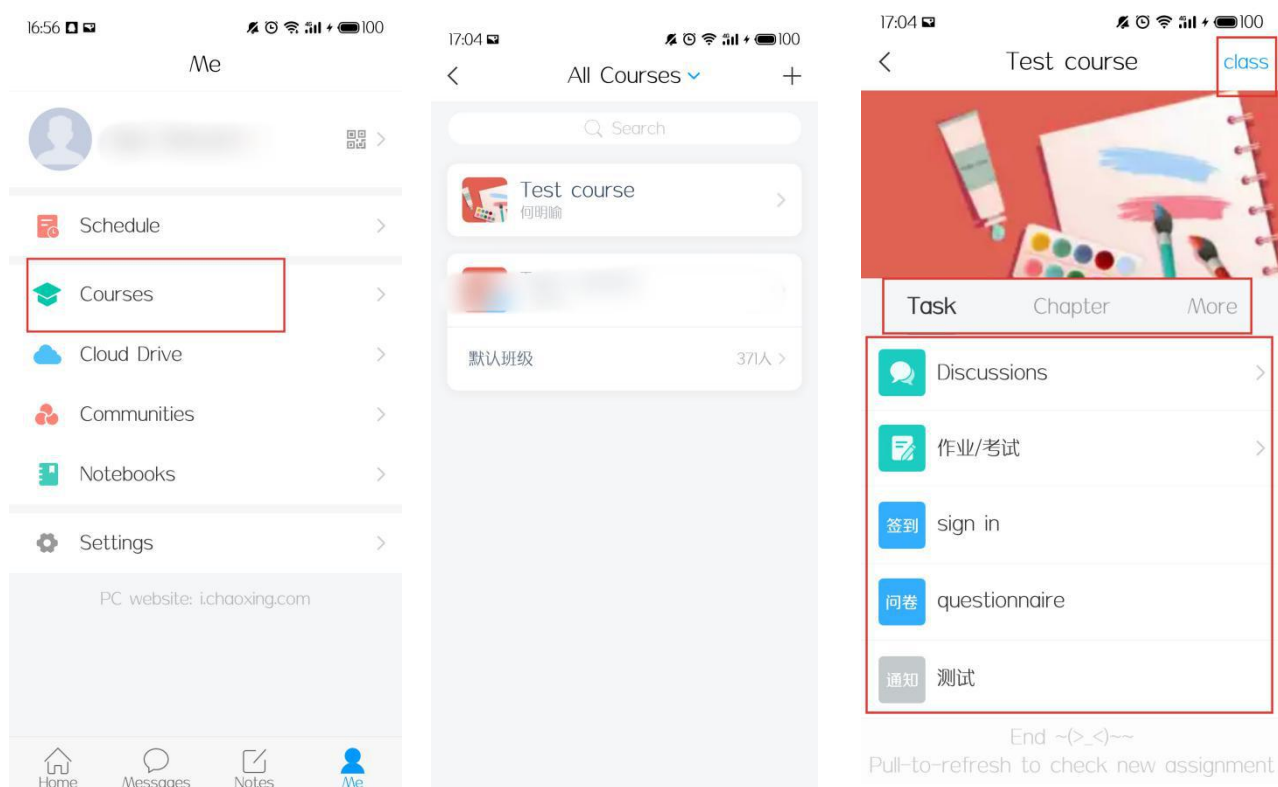 16:56
100
Me
Schedule
Courses
Cloud Drive
Communities
Notebooks
Settings
PC website: i.chaoxing.com
Home
Messages
Notes
Me
17:04
100
All Courses
Search
Test course
何明瑜
默认班级
371人
17:04
100
Test course
class
Task
Chapter
More
Discussions
作业/考试
签到
sign in
问卷
questionnaire
通知
测试
End ~(>_<)~~
Pull-to-refresh to check new assignment